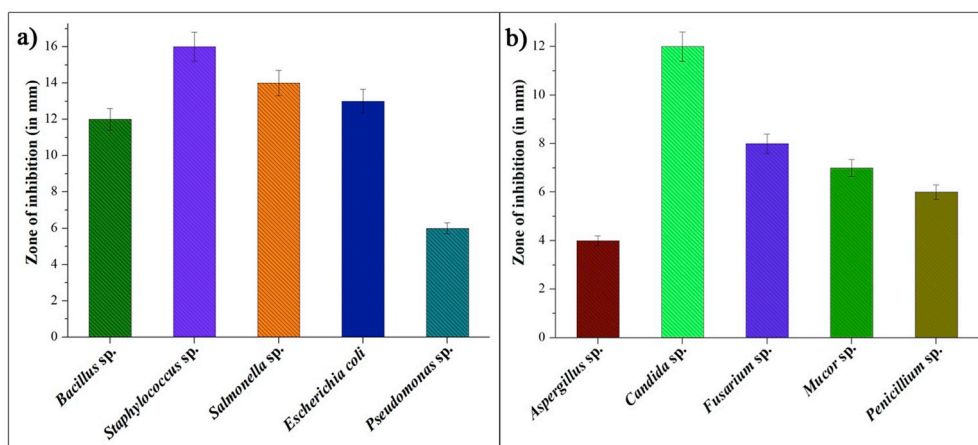 a)
Zone of inhibition (in mm)
16
14
12
10
8
6
4
2
0
Bacillus sp.
Staphylococcus sp.
Salmonella sp.
Escherichia coli
Pseudomonas sp.
b)
Zone of inhibition (in mm)
12
10
8
6
4
2
0
Aspergillus sp.
Candida sp.
Fusarium sp.
Mucor sp.
Penicillium sp.